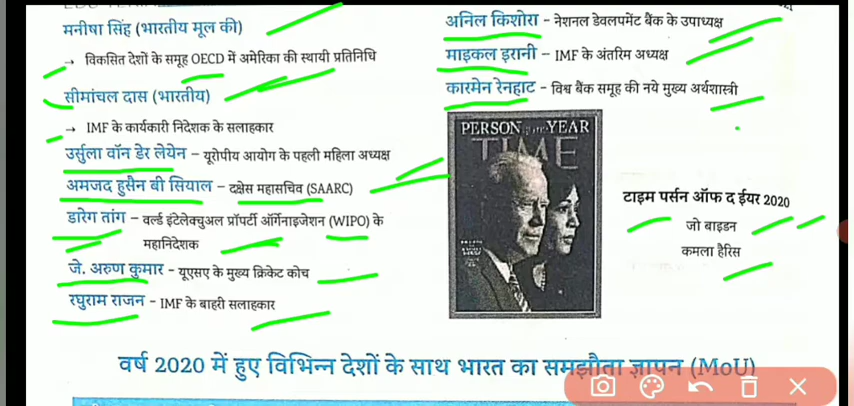 मनीषा सिंह (भारतीय मूल की)
→ विकसित देशों के समूह OECD में अमेरिका की स्थायी प्रतिनिधि
सीमांचल दास (भारतीय)
→ IMF के कार्यकारी निदेशक के सलाहकार
उर्सुला वॉन डेर लेयेन – यूरोपीय आयोग के पहली महिला अध्यक्ष
अमजद हुसैन बी सियाल – दक्षेस महासचिव (SAARC)
डारेग तांग – वर्ल्ड इंटेलेक्चुअल प्रॉपर्टी ऑर्गेनाइजेशन (WIPO) के
महानिदेशक
जे. अरुण कुमार – यूएसए के मुख्य क्रिकेट कोच
रघुराम राजन – IMF के बाहरी सलाहकार
अनिल किशोरा – नेशनल डेवलपमेंट बैंक के उपाध्यक्ष
माइकल इरानी – IMF के अंतरिम अध्यक्ष
कारमेन रेनहाट – विश्व बैंक समूह की नये मुख्य अर्थशास्त्री
PERSON of the YEAR
TIME
टाइम पर्सन ऑफ द ईयर 2020
जो बाइडन
कमला हैरिस
वर्ष 2020 में हुए विभिन्न देशों के साथ भारत का समझौता ज्ञापन (MoU)